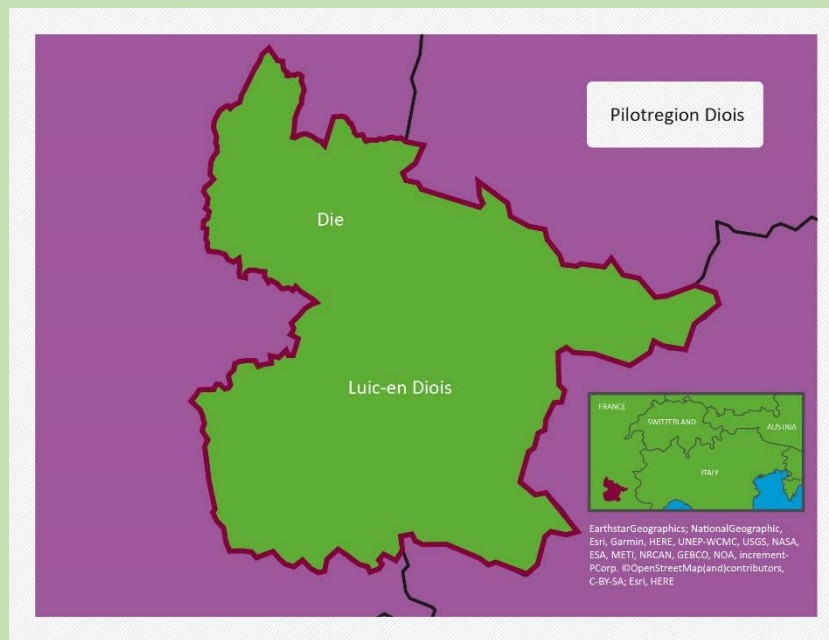 Pilotregion Diois
Die
Luic-en Diois
FRANCE
SWITZERLAND
AUSTRIA
ITALY
EarthstarGeographics; NationalGeographic,
Esri, Garmin, HERE, UNEP-WCMC, USGS, NASA,
ESA, METI, NRCAN, GEBCO, NOA, increment-
PCorp. ©OpenStreetMap(and)contributors,
C-BY-SA; Esri, HERE